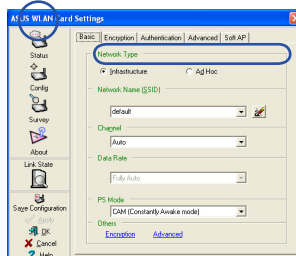 ASUS WLAN Card Settings
Status
Config
Survey
About
Link State
Save Configuration
Apply
OK
Cancel
Help
Basic Encryption Authentication Advanced Soft AP
Network Type
Infrastructure Ad Hoc
Network Name (SSID)
default
Channel
Auto
Data Rate
Fully Auto
PS Mode
CAM (Constantly Awake mode)
Others
Encryption Advanced